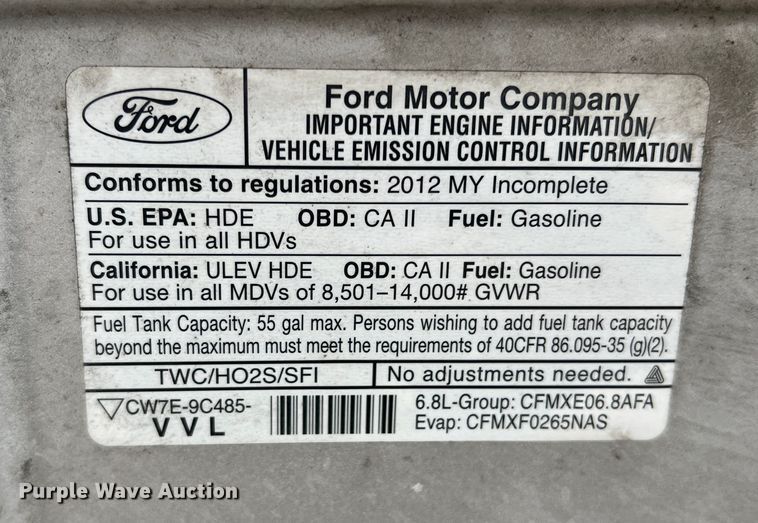 Ford
Ford Motor Company
IMPORTANT ENGINE INFORMATION/
VEHICLE EMISSION CONTROL INFORMATION
Conforms to regulations: 2012 MY Incomplete
U.S. EPA: HDE OBD: CA II Fuel: Gasoline
For use in all HDVs
California: ULEV HDE OBD: CA II Fuel: Gasoline
For use in all MDVs of 8,501–14,000# GVWR
Fuel Tank Capacity: 55 gal max. Persons wishing to add fuel tank capacity
beyond the maximum must meet the requirements of 40CFR 86.095-35 (g)(2).
TWC/HO2S/SFI No adjustments needed.
CW7E-9C485-
VVL
6.8L-Group: CFMXE06.8AFA
Evap: CFMXF0265NAS
Purple Wave Auction